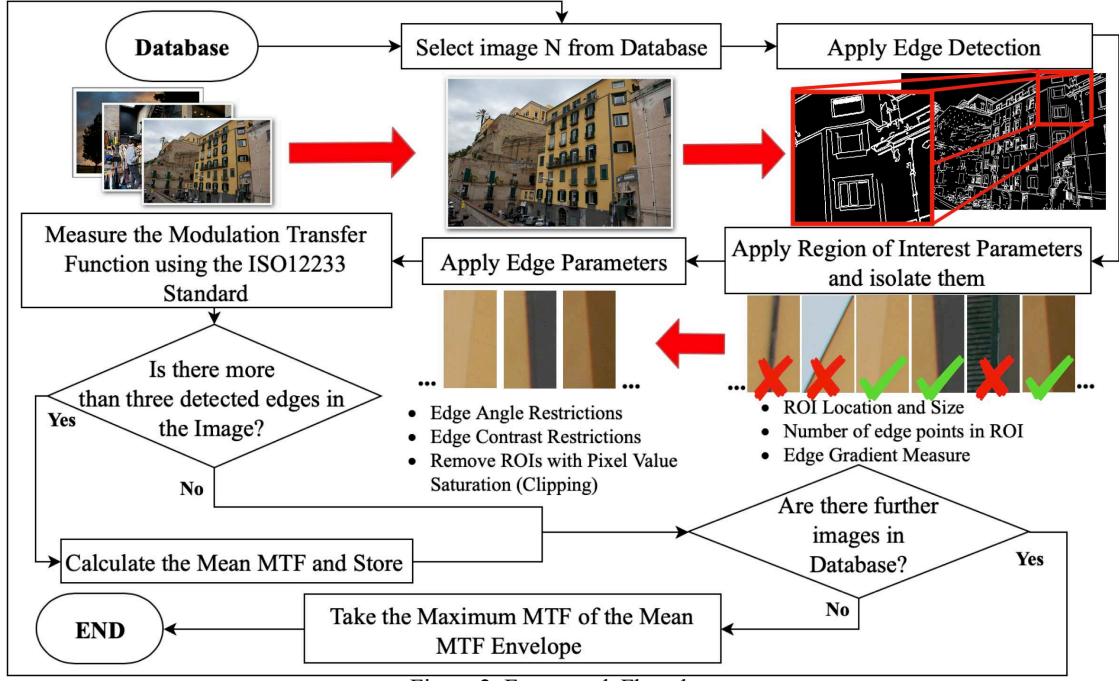 Database
Select image N from Database
Apply Edge Detection
Measure the Modulation Transfer
Function using the ISO12233
Standard
Apply Edge Parameters
Apply Region of Interest Parameters
and isolate them
...
...
...
...
• Edge Angle Restrictions
• Edge Contrast Restrictions
• Remove ROIs with Pixel Value
Saturation (Clipping)
• ROI Location and Size
• Number of edge points in ROI
• Edge Gradient Measure
Is there more
than three detected edges in
the Image?
Yes
No
Calculate the Mean MTF and Store
Are there further
images in
Database?
Yes
No
Take the Maximum MTF of the Mean
MTF Envelope
END